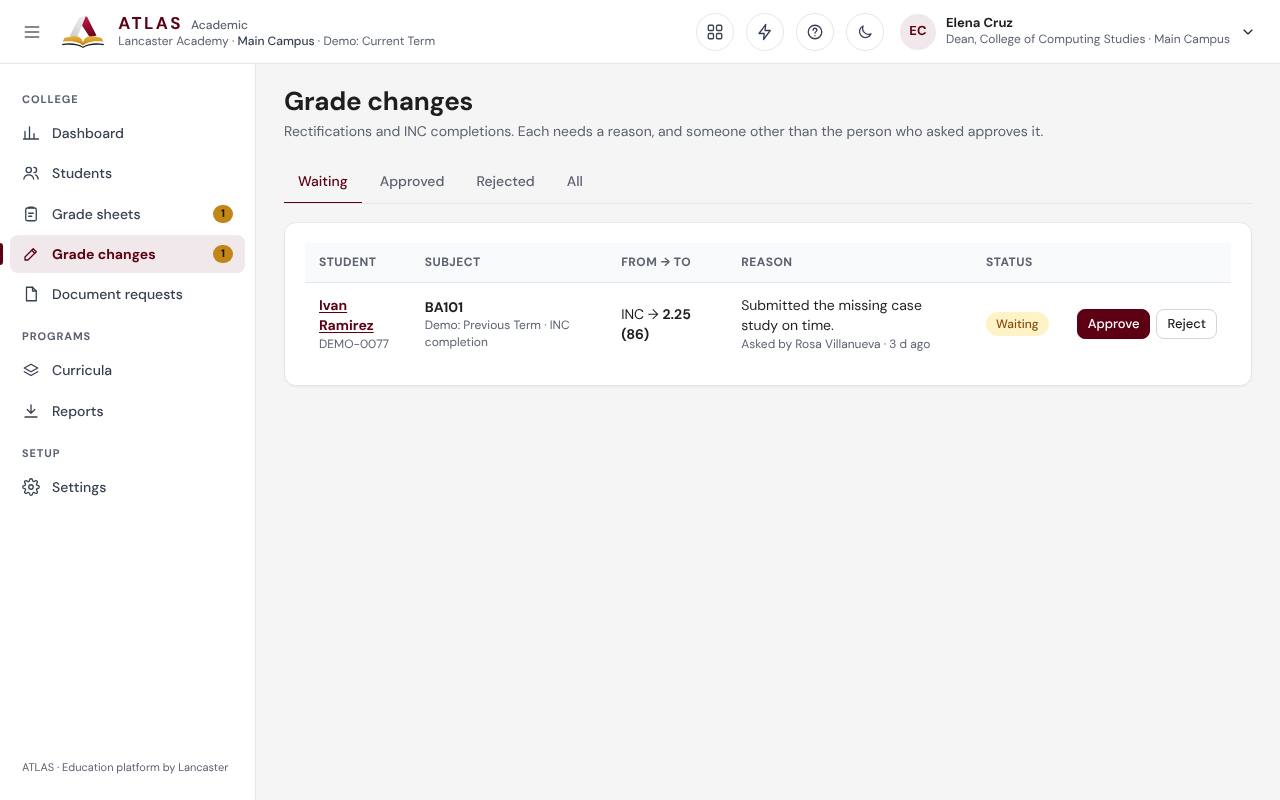 ATLAS Academic
Lancaster Academy · Main Campus · Demo: Current Term
EC
Elena Cruz
Dean, College of Computing Studies · Main Campus
COLLEGE
Dashboard
Students
Grade sheets 1
Grade changes 1
Document requests
PROGRAMS
Curricula
Reports
SETUP
Settings
ATLAS · Education platform by Lancaster
Grade changes
Rectifications and INC completions. Each needs a reason, and someone other than the person who asked approves it.
Waiting Approved Rejected All
STUDENT SUBJECT FROM → TO REASON STATUS
Ivan
Ramirez
DEMO-0077
BA101
Demo: Previous Term · INC
completion
INC → 2.25
(86)
Submitted the missing case
study on time.
Asked by Rosa Villanueva · 3 d ago
Waiting
Approve Reject